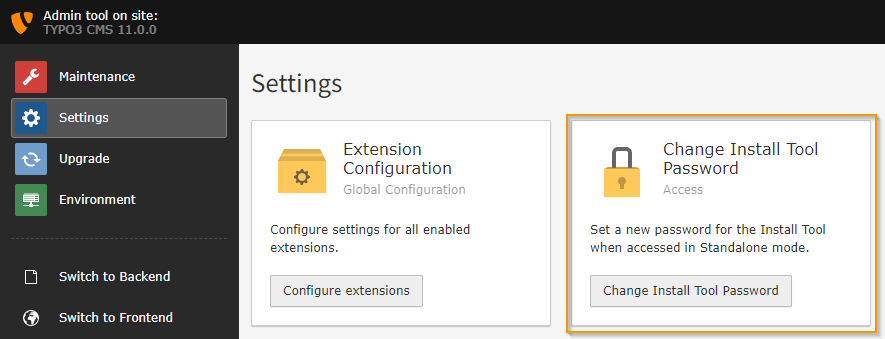 Admin tool on site:
TYPO3 CMS 11.0.0
Maintenance
Settings
Upgrade
Environment
Switch to Backend
Switch to Frontend
Settings
Extension
Configuration
Global Configuration
Configure settings for all enabled
extensions.
Configure extensions
Change Install Tool
Password
Access
Set a new password for the Install Tool
when accessed in Standalone mode.
Change Install Tool Password